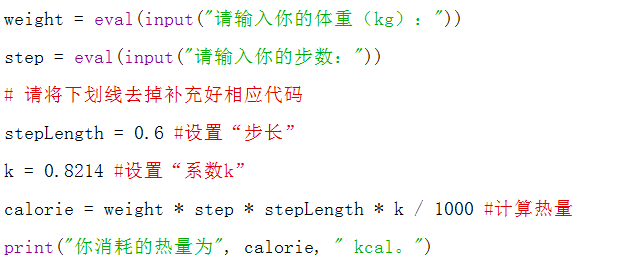 weight = eval(input("请输入你的体重（kg）："))
step = eval(input("请输入你的步数："))
# 请将下划线去掉补充好相应代码
stepLength = 0.6 #设置“步长”
k = 0.8214 #设置“系数k”
calorie = weight * step * stepLength * k / 1000 #计算热量
print("你消耗的热量为", calorie, " kcal。")